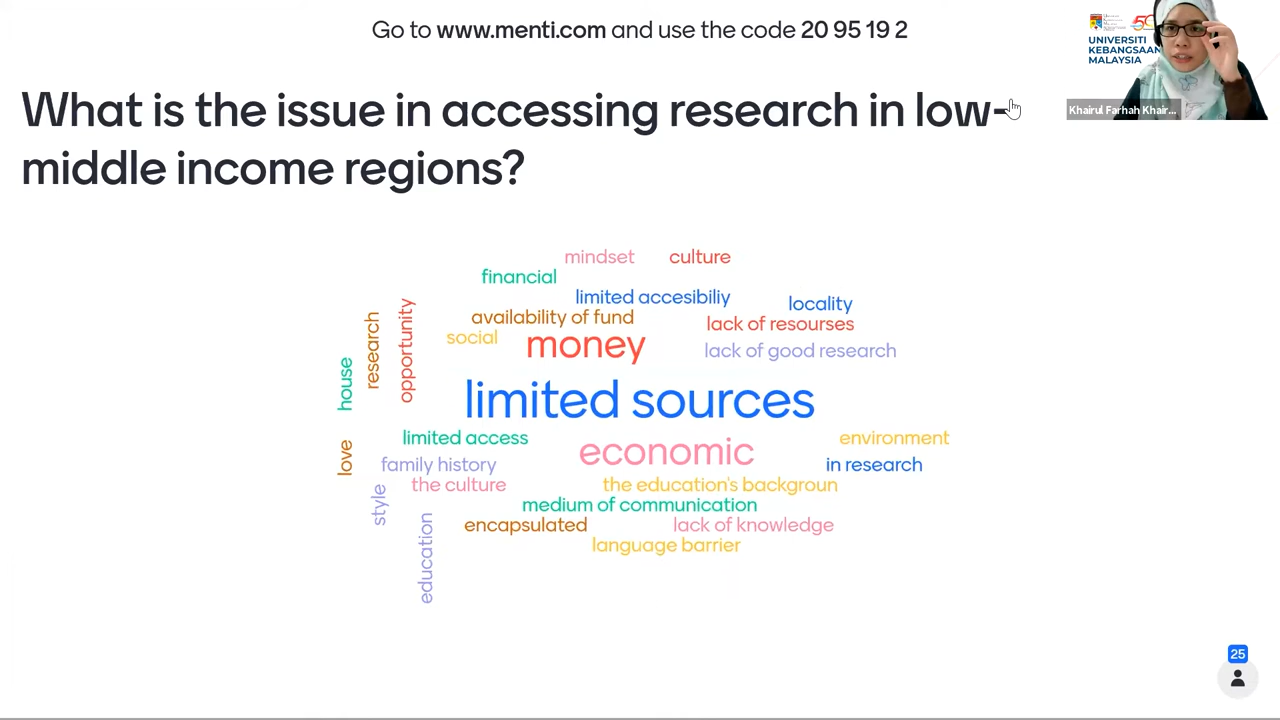 Go to www.menti.com and use the code 20 95 19 2
UNIVERSITI
KEBANGSAAN
MALAYSIA
Khairul Farhah Khair...
What is the issue in accessing research in low-
middle income regions?
mindset
culture
financial
limited accesibiliy
locality
availability of fund
lack of resourses
social
money
lack of good research
opportunity
research
house
limited sources
limited access
economic
environment
love
family history
in research
the culture
the education's backgroun
style
medium of communication
encapsulated
lack of knowledge
language barrier
education
25